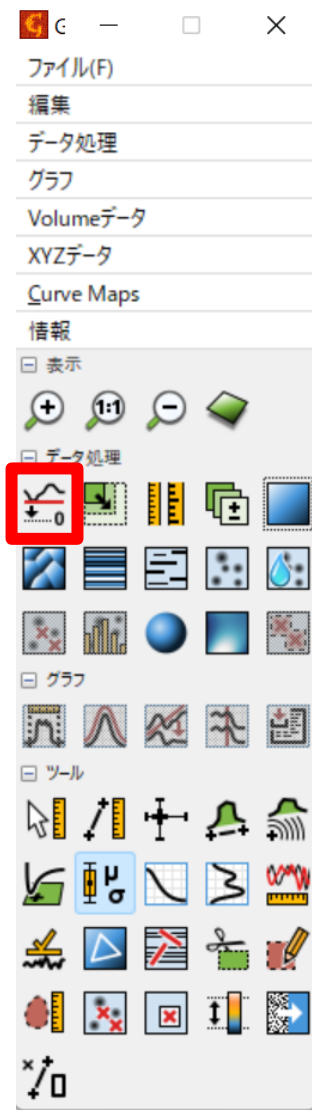 G
ファイル(F)
編集
データ処理
グラフ
Volumeデータ
XYZデータ
Curve Maps
情報
表示
1:1
データ処理
0
グラフ
ツール
μ
σ